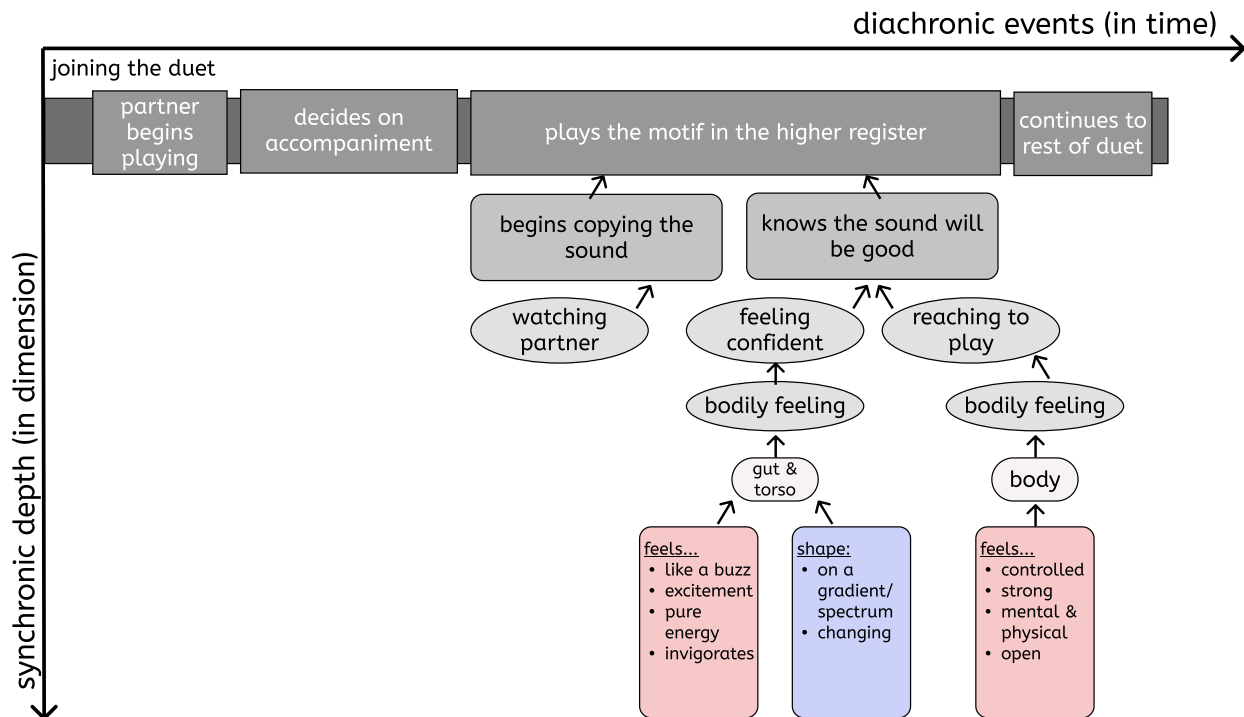 diachronic events (in time)
joining the duet
partner
begins
playing
decides on
accompaniment
plays the motif in the higher register
continues to
rest of duet
begins copying the
sound
knows the sound will
be good
watching
partner
feeling
confident
reaching to
play
bodily feeling
bodily feeling
gut &
torso
body
feels...
• like a buzz
• excitement
• pure
energy
• invigorates
shape:
• on a
gradient/
spectrum
• changing
feels...
• controlled
• strong
• mental &
physical
• open
synchronic depth (in dimension)